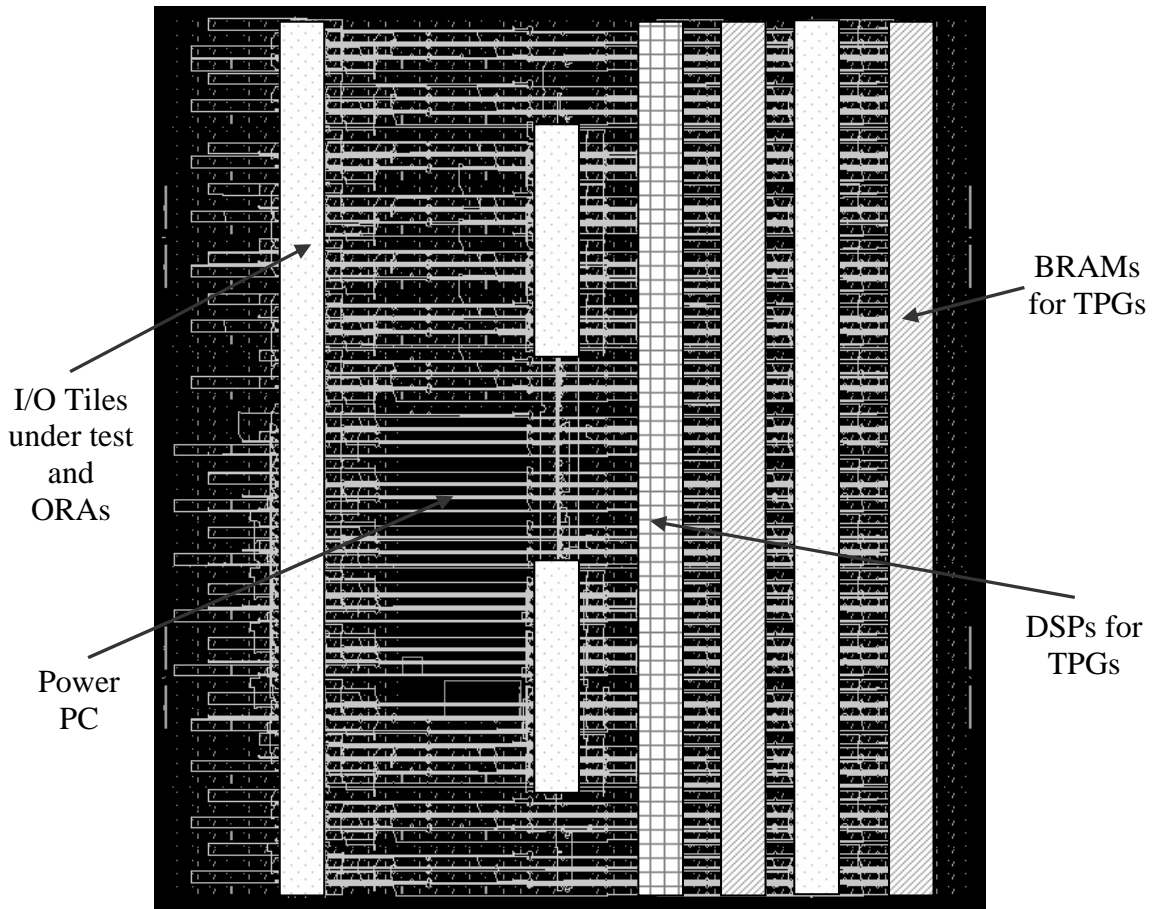 BRAMs
for TPGs
I/O Tiles
under test
and
ORAs
DSPs for
TPGs
Power
PC